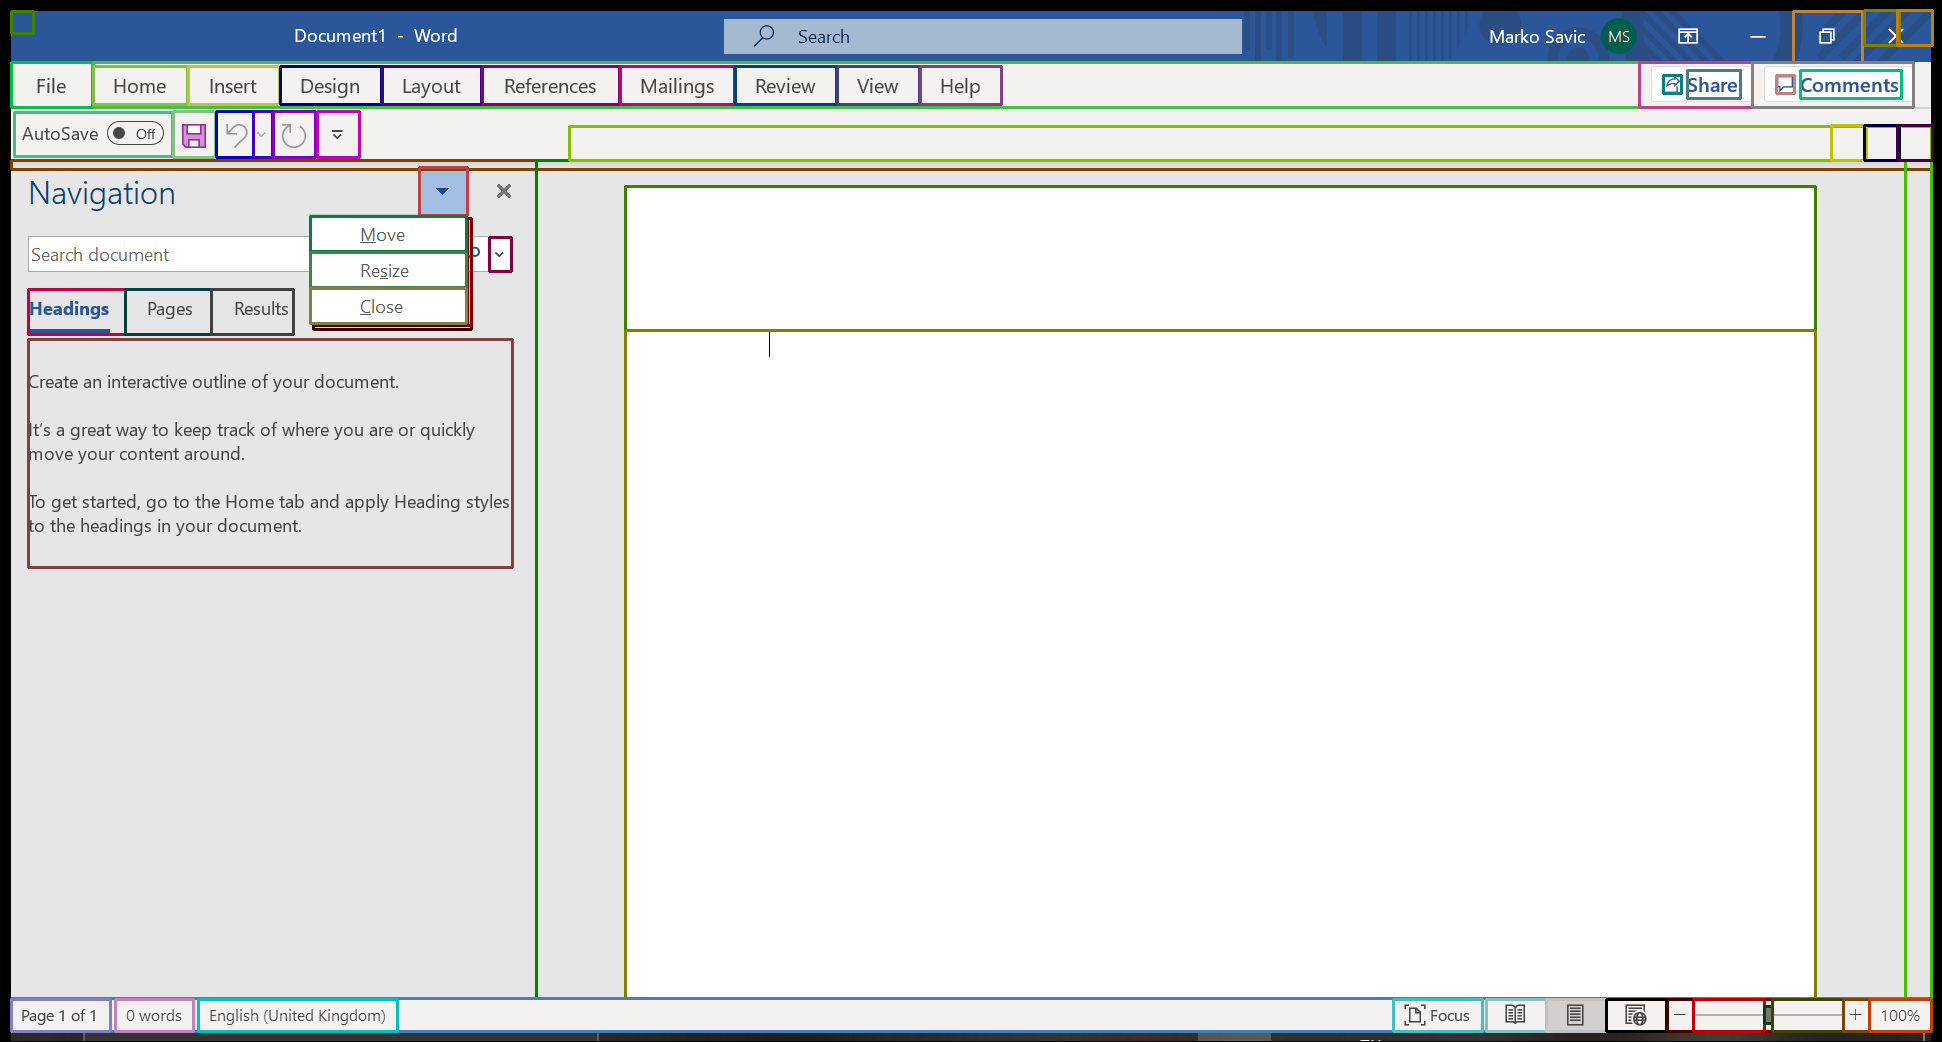 Document1 - Word
Search
Marko Savic
MS
File
Home
Insert
Design
Layout
References
Mailings
Review
View
Help
Share
Comments
AutoSave
Off
Navigation
Move
Search document
Resize
Headings
Pages
Results
Close
Create an interactive outline of your document.
It's a great way to keep track of where you are or quickly
move your content around.
To get started, go to the Home tab and apply Heading styles
to the headings in your document.
Page 1 of 1
0 words
English (United Kingdom)
Focus
100%